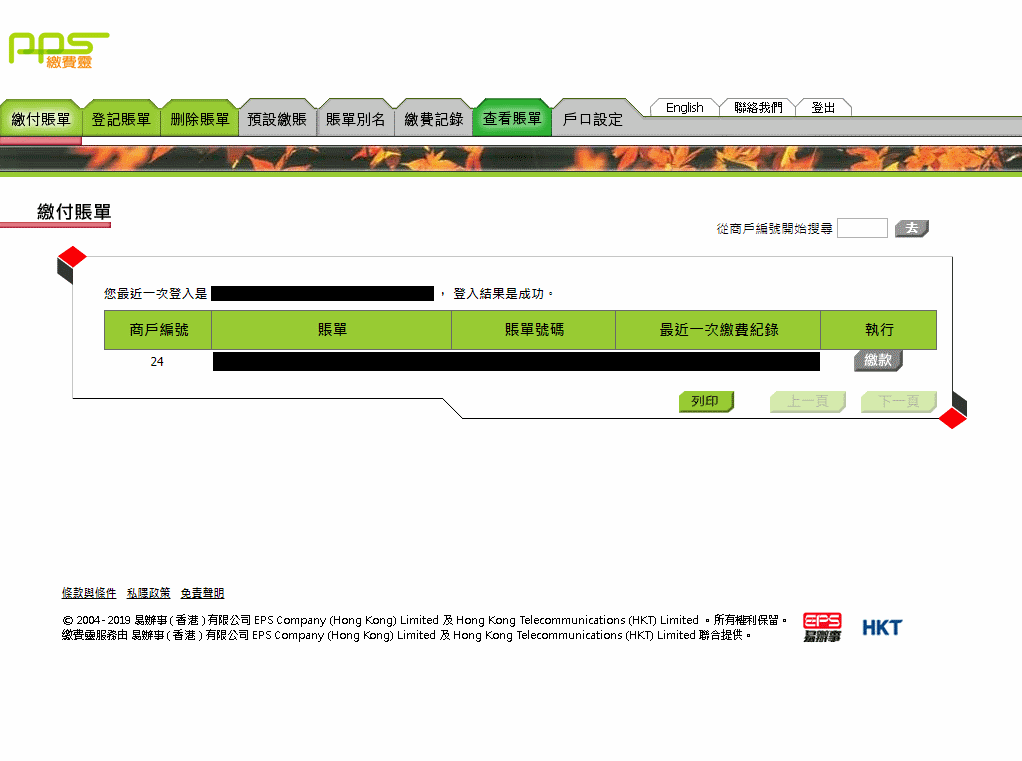 pps
繳費靈
繳付賬單 登記賬單 刪除賬單 預設繳賬 賬單別名 繳費記錄 查看賬單 戶口設定 English 聯絡我們 登出
繳付賬單
從商戶編號開始搜尋 去
您最近一次登入是 ， 登入結果是成功。
商戶編號 賬單 賬單號碼 最近一次繳費紀錄 執行
24 繳款
列印 上一頁 下一頁
條款與條件 私隱政策 免責聲明
© 2004 - 2019 易辦事 ( 香港 ) 有限公司 EPS Company (Hong Kong) Limited 及 Hong Kong Telecommunications (HKT) Limited 。所有權利保留。
繳費靈服務由 易辦事 ( 香港 ) 有限公司 EPS Company (Hong Kong) Limited 及 Hong Kong Telecommunications (HKT) Limited 聯合提供。
EPS
易辦事
HKT